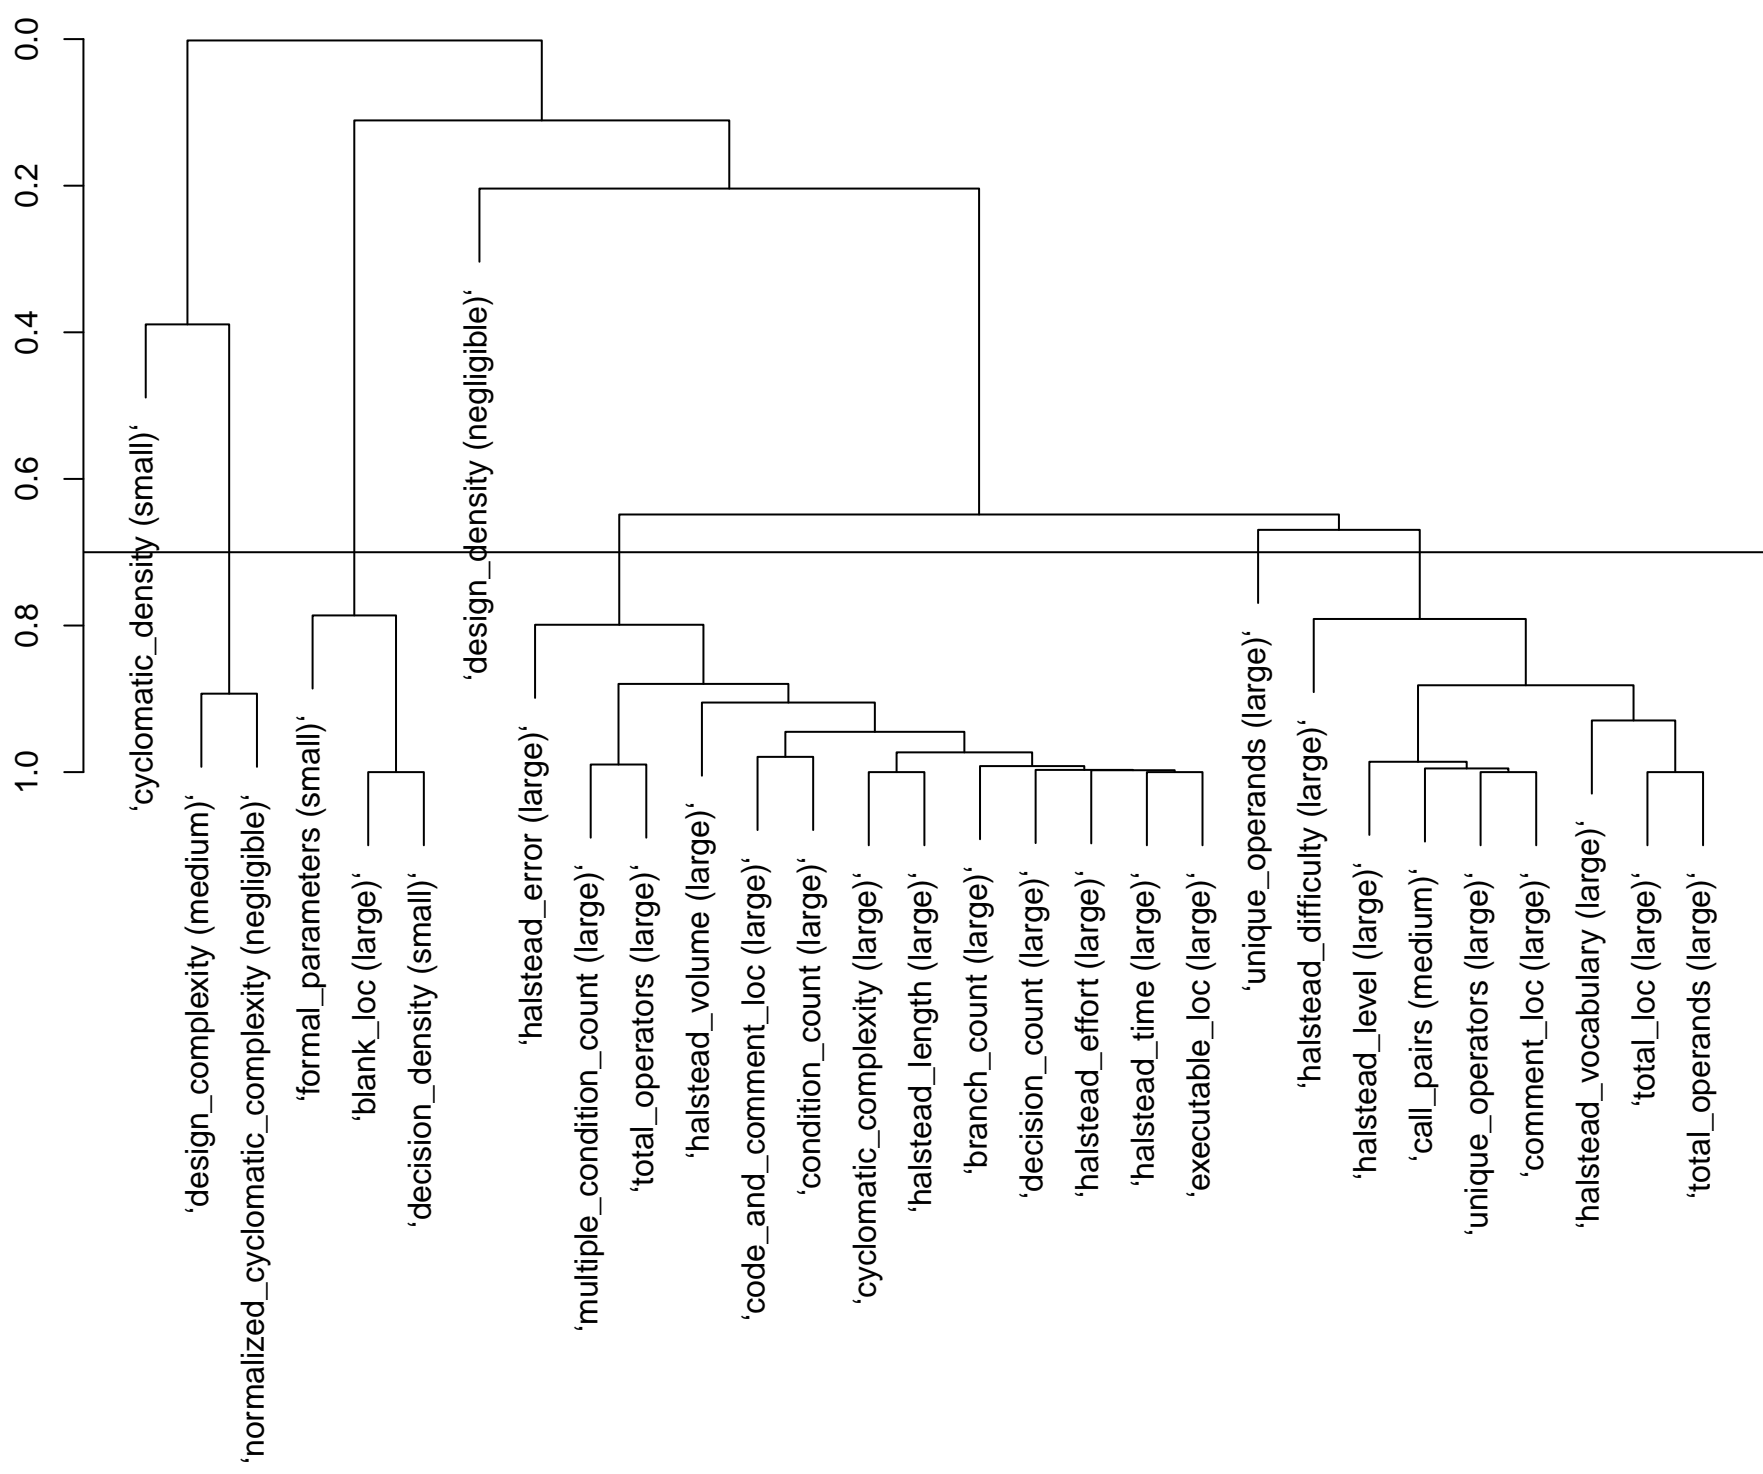 0.0
0.2
0.4
0.6
0.8
1.0
‘cyclomatic_density (small)‘
‘design_complexity (medium)‘
‘normalized_cyclomatic_complexity (negligible)‘
‘formal_parameters (small)‘
‘blank_loc (large)‘
‘decision_density (small)‘
‘design_density (negligible)‘
‘halstead_error (large)‘
‘multiple_condition_count (large)‘
‘total_operators (large)‘
‘halstead_volume (large)‘
‘code_and_comment_loc (large)‘
‘condition_count (large)‘
‘cyclomatic_complexity (large)‘
‘halstead_length (large)‘
‘branch_count (large)‘
‘decision_count (large)‘
‘halstead_effort (large)‘
‘halstead_time (large)‘
‘executable_loc (large)‘
‘unique_operands (large)‘
‘halstead_difficulty (large)‘
‘halstead_level (large)‘
‘call_pairs (medium)‘
‘unique_operators (large)‘
‘comment_loc (large)‘
‘halstead_vocabulary (large)‘
‘total_loc (large)‘
‘total_operands (large)‘